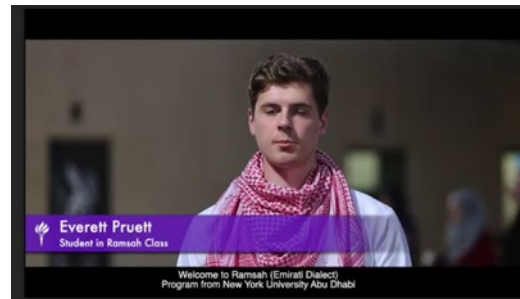 Everett Pruett
Student in Ramsah Class
Welcome to Ramsah (Emirati Dialect)
Program from New York University Abu Dhabi